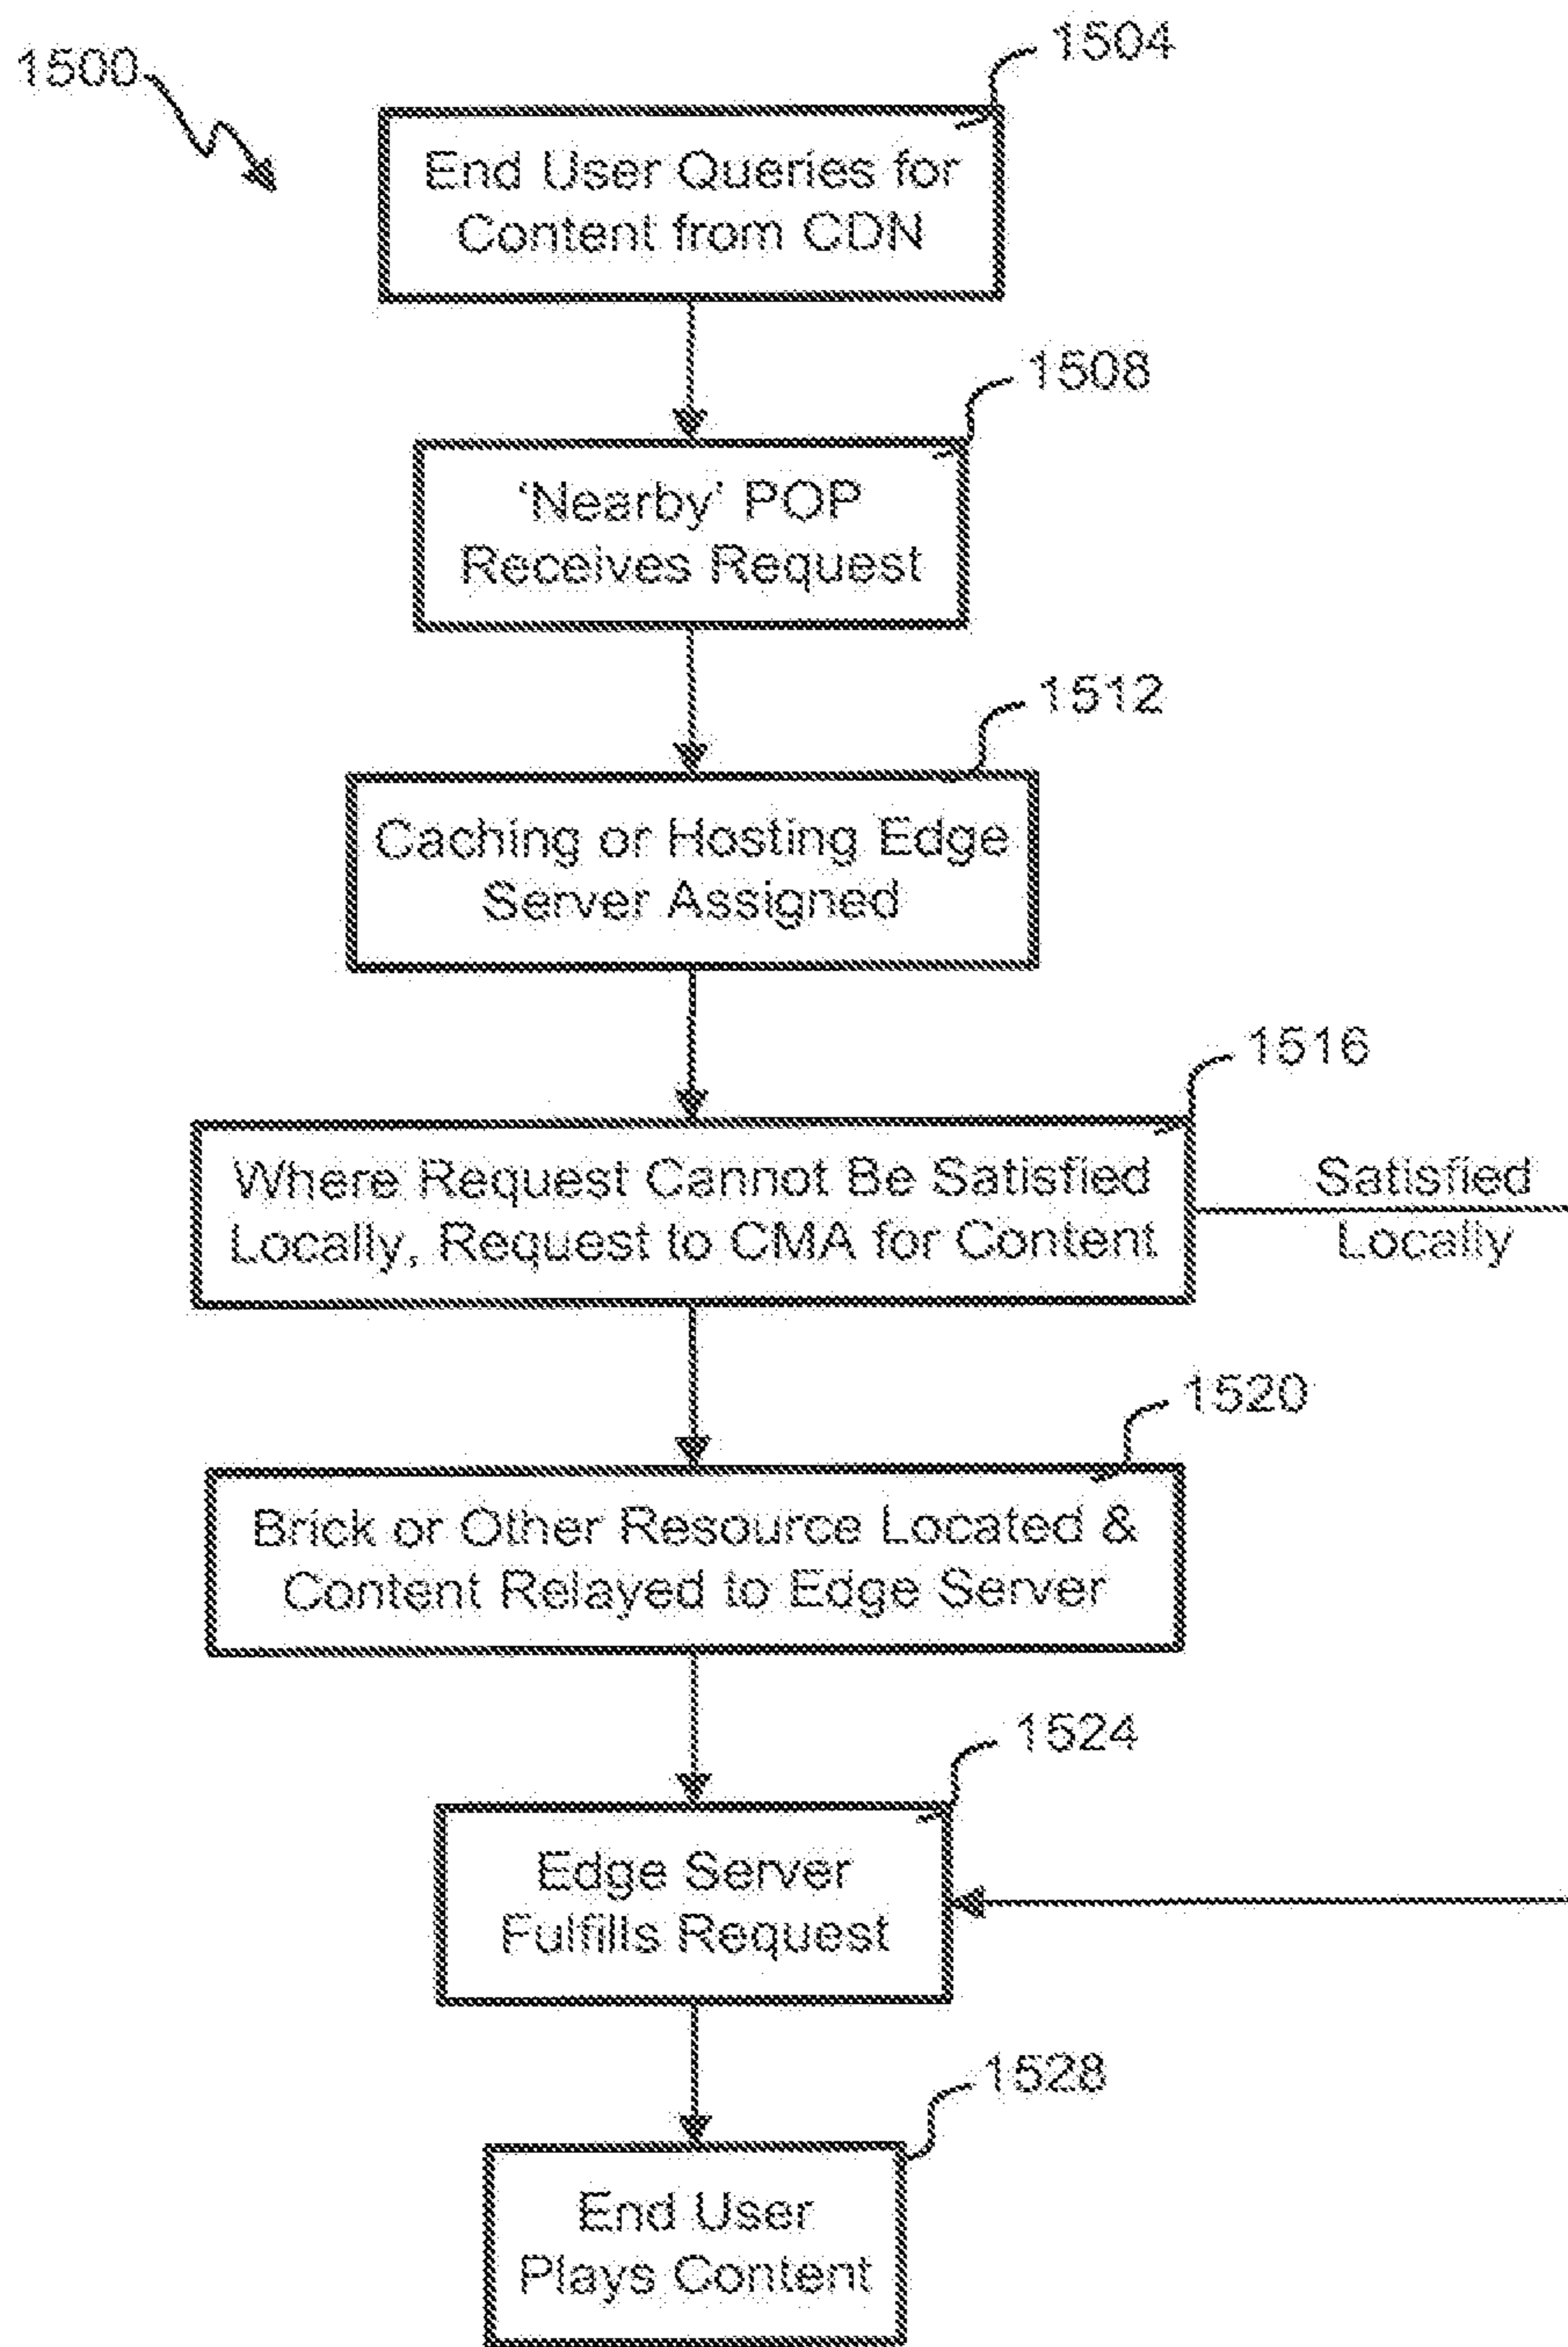 1500
1504
End User Queries for
Content from CDN
1508
‘Nearby’ POP
Receives Request
1512
Caching or Hosting Edge
Server Assigned
1516
Where Request Cannot Be Satisfied
Locally, Request to CMA for Content
Satisfied
Locally
1520
Brick or Other Resource Located &
Content Relayed to Edge Server
1524
Edge Server
Fulfills Request
1528
End User
Plays Content